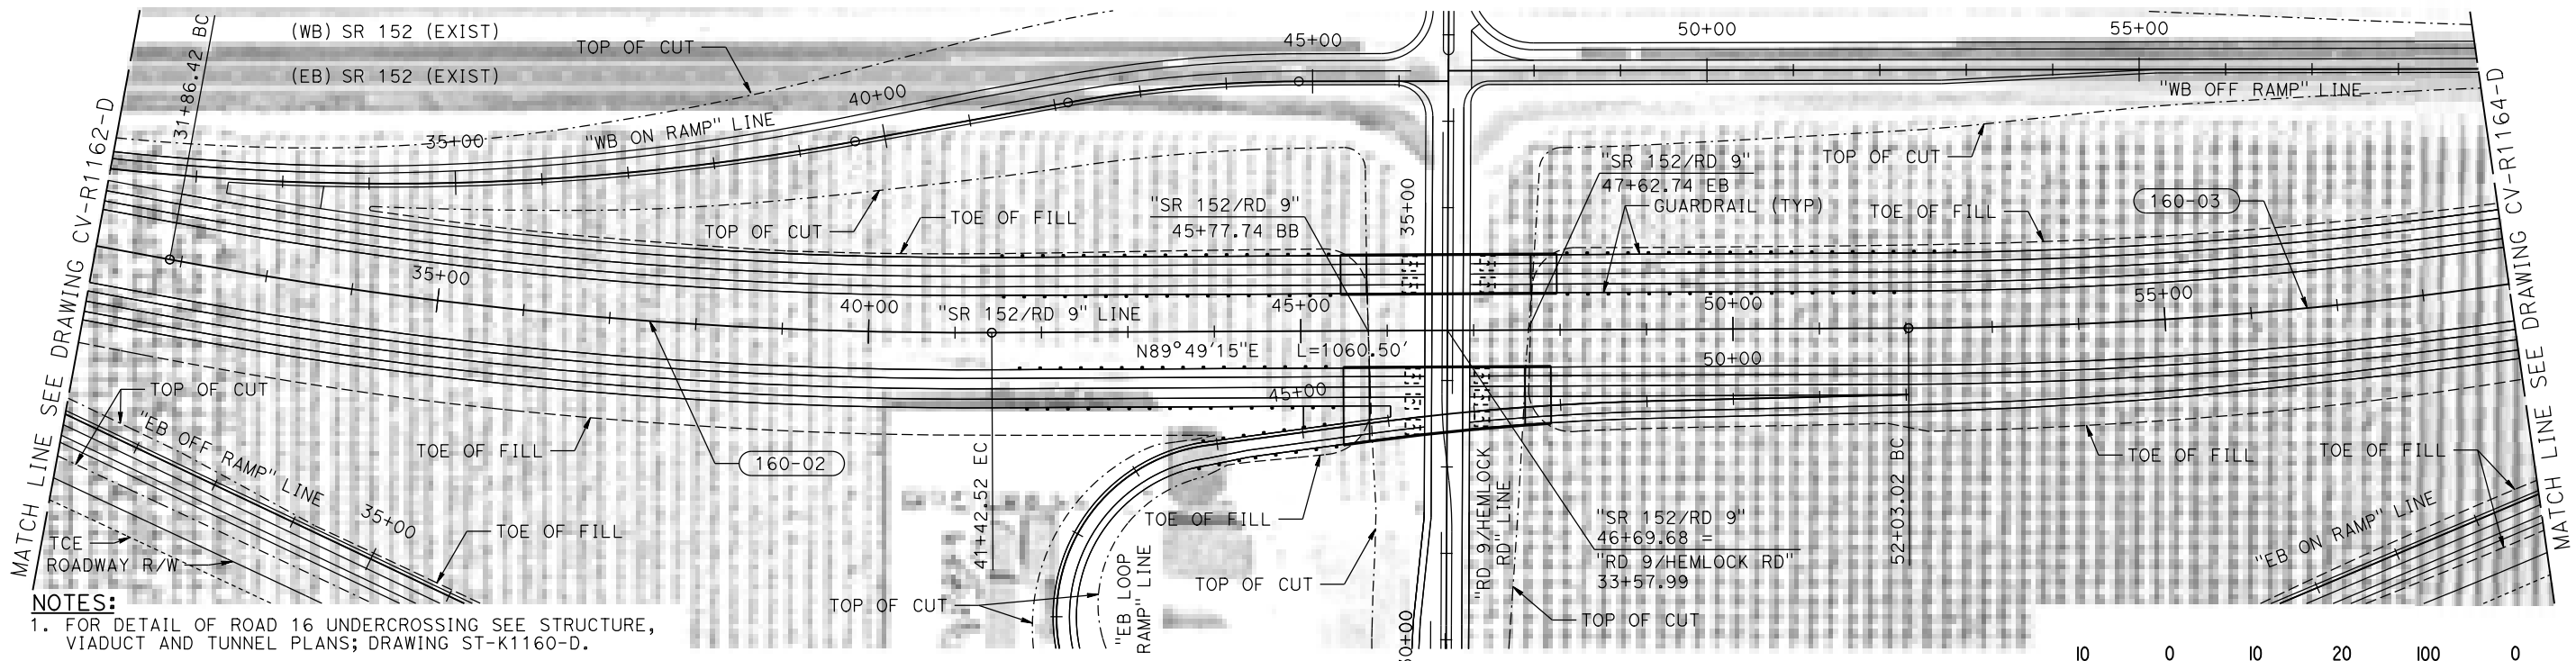 (WB) SR 152 (EXIST)
TOP OF CUT
45+00
50+00
55+00
31+86.42 BC
(EB) SR 152 (EXIST)
40+00
"WB OFF RAMP" LINE
"WB ON RAMP" LINE
35+00
MATCH LINE SEE DRAWING CV-R1162-D
MATCH LINE SEE DRAWING CV-R1164-D
TOP OF CUT
"SR 152/RD 9"
47+62.74 EB
GUARDRAIL (TYP)
TOE OF FILL
160-03
35+00
"SR 152/RD 9"
45+77.74 BB
TOE OF FILL
TOP OF CUT
35+00
40+00
"SR 152/RD 9" LINE
45+00
50+00
55+00
N89°49'15"E L=1060.50'
50+00
45+00
TOP OF CUT
"EB OFF RAMP" LINE
TOE OF FILL
160-02
41+42.52 EC
52+03.02 BC
TOE OF FILL
TOE OF FILL
35+00
TOE OF FILL
TOE OF FILL
"SR 152/RD 9"
46+69.68 =
"RD 9/HEMLOCK RD"
33+57.99
"RD 9/HEMLOCK
RD" LINE
"EB ON RAMP" LINE
TCE
ROADWAY R/W
"EB LOOP
RAMP" LINE
TOP OF CUT
TOP OF CUT
TOP OF CUT
NOTES:
1. FOR DETAIL OF ROAD 16 UNDERCROSSING SEE STRUCTURE,
VIADUCT AND TUNNEL PLANS; DRAWING ST-K1160-D.
10 0 10 20 100 0